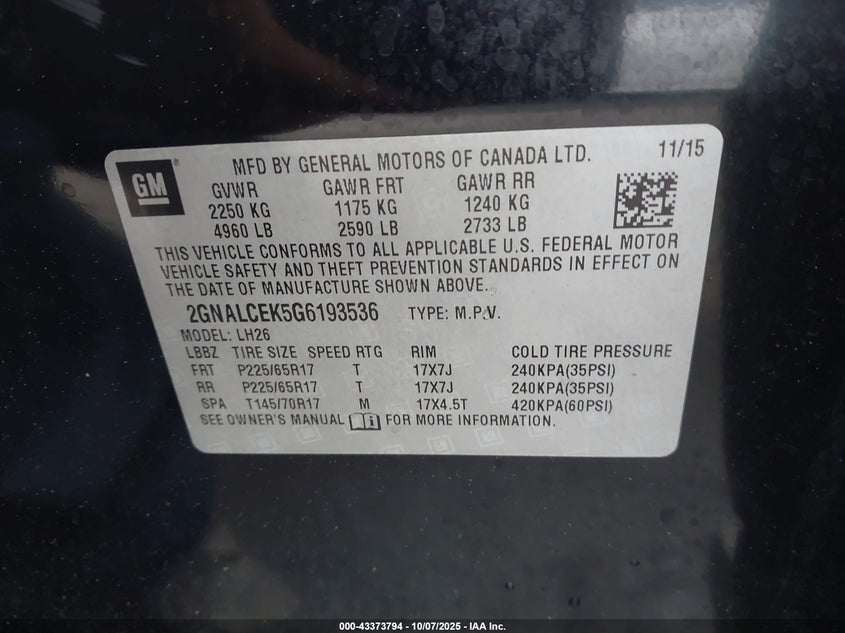 GM
MFD BY GENERAL MOTORS OF CANADA LTD. 11/15
GVWR GAWR FRT GAWR RR
2250 KG 1175 KG 1240 KG
4960 LB 2590 LB 2733 LB
THIS VEHICLE CONFORMS TO ALL APPLICABLE U.S. FEDERAL MOTOR
VEHICLE SAFETY AND THEFT PREVENTION STANDARDS IN EFFECT ON
THE DATE OF MANUFACTURE SHOWN ABOVE.
2GNALCEK5G6193536 TYPE: M.P.V.
MODEL: LH26
LBBZ TIRE SIZE SPEED RTG RIM COLD TIRE PRESSURE
FRT P225/65R17 T 17X7J 240KPA(35PSI)
RR P225/65R17 T 17X7J 240KPA(35PSI)
SPA T145/70R17 M 17X4.5T 420KPA(60PSI)
SEE OWNER'S MANUAL FOR MORE INFORMATION.
000-43373794 - 10/07/2025 - IAA Inc.